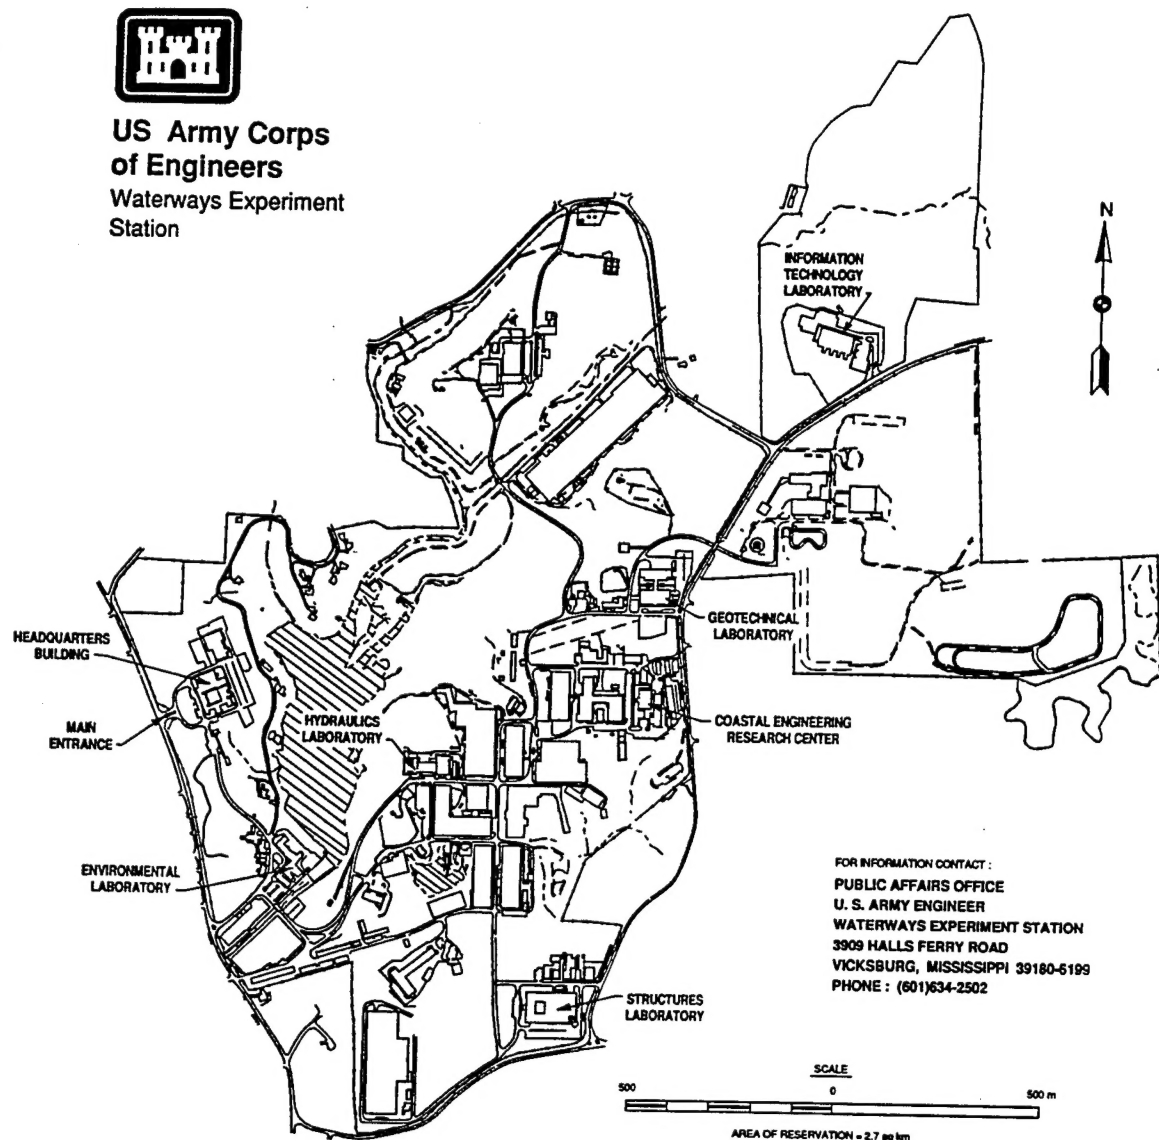 US Army Corps
of Engineers
Waterways Experiment
Station
N
INFORMATION
TECHNOLOGY
LABORATORY
HEADQUARTERS
BUILDING
GEOTECHNICAL
LABORATORY
MAIN
ENTRANCE
HYDRAULICS
LABORATORY
COASTAL ENGINEERING
RESEARCH CENTER
ENVIRONMENTAL
LABORATORY
FOR INFORMATION CONTACT :
PUBLIC AFFAIRS OFFICE
U. S. ARMY ENGINEER
WATERWAYS EXPERIMENT STATION
3909 HALLS FERRY ROAD
VICKSBURG, MISSISSIPPI 39180-6199
PHONE : (601)634-2502
STRUCTURES
LABORATORY
SCALE
500 0 500 m
AREA OF RESERVATION = 2.7 sq km